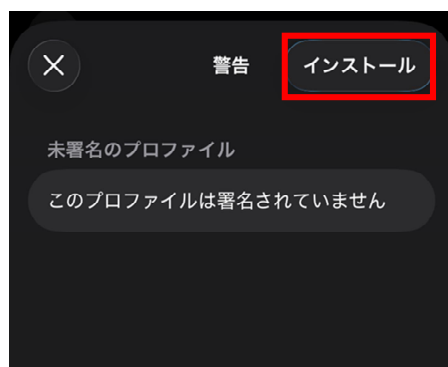 警告
インストール
未署名のプロファイル
このプロファイルは署名されていません